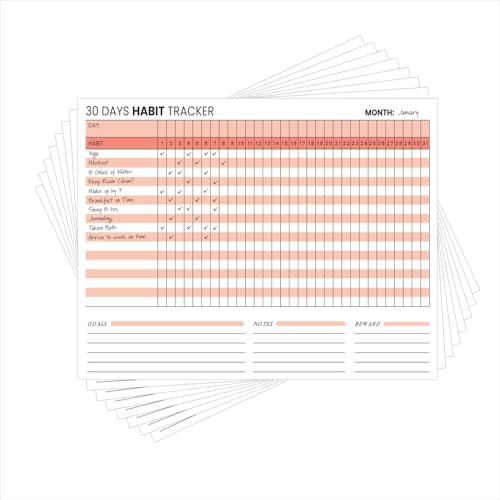 30 DAYS HABIT TRACKER
MONTH: January
DAY:
HABIT 1 2 3 4 5 6 7 8 9 10 11 12 13 14 15 16 17 18 19 20 21 22 23 24 25 26 27 28 29 30 31
Yoga ✓ ✓ ✓ ✓
Workout ✓ ✓ ✓
8 Glass of Water ✓ ✓ ✓
Keep Room Clean? ✓ ✓
Wake up by 7 ✓ ✓
Breakfast on Time ✓ ✓ ✓
Sleep 8 hrs ✓ ✓ ✓
Journaling ✓ ✓
Taken Bath ✓ ✓ ✓ ✓
Arrive to work on time ✓ ✓
GOALS NOTES REWARD